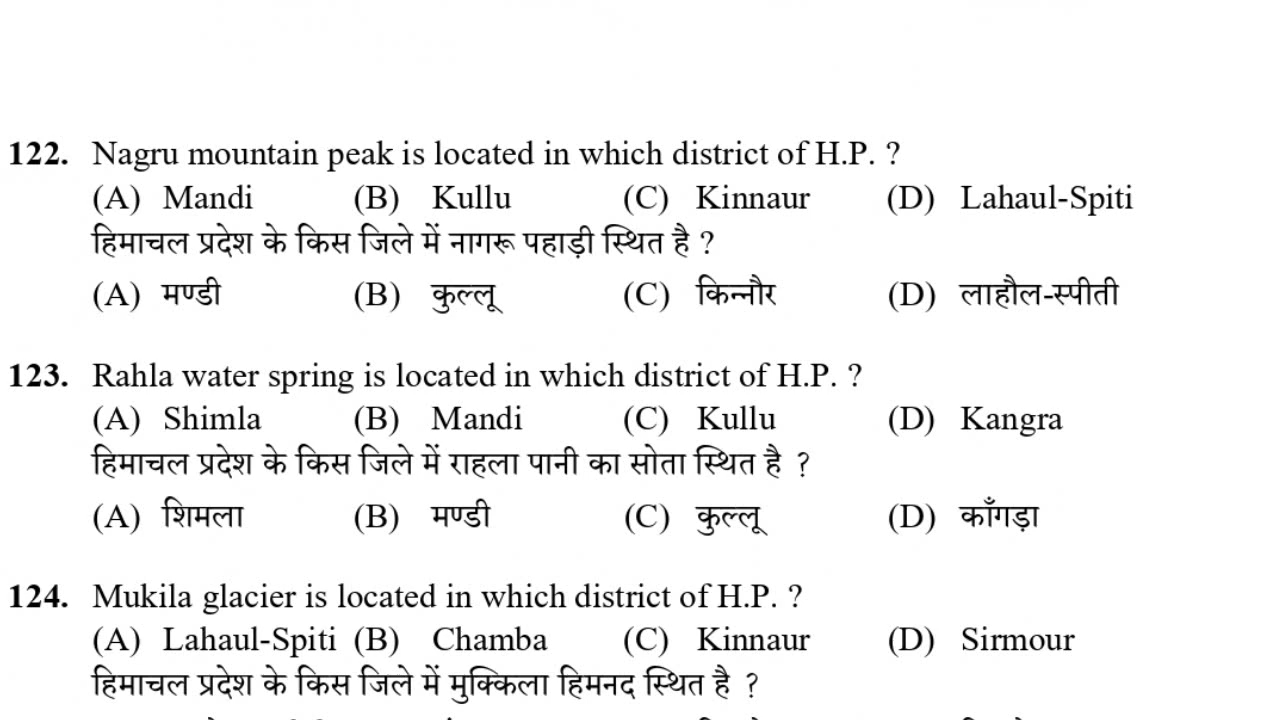 122. Nagru mountain peak is located in which district of H.P. ?
(A) Mandi (B) Kullu (C) Kinnaur (D) Lahaul-Spiti
हिमाचल प्रदेश के किस जिले में नागरू पहाड़ी स्थित है ?
(A) मण्डी (B) कुल्लू (C) किन्नौर (D) लाहौल-स्पीती
123. Rahla water spring is located in which district of H.P. ?
(A) Shimla (B) Mandi (C) Kullu (D) Kangra
हिमाचल प्रदेश के किस जिले में राहला पानी का सोता स्थित है ?
(A) शिमला (B) मण्डी (C) कुल्लू (D) काँगड़ा
124. Mukila glacier is located in which district of H.P. ?
(A) Lahaul-Spiti (B) Chamba (C) Kinnaur (D) Sirmour
हिमाचल प्रदेश के किस जिले में मुक्किला हिमनद स्थित है ?